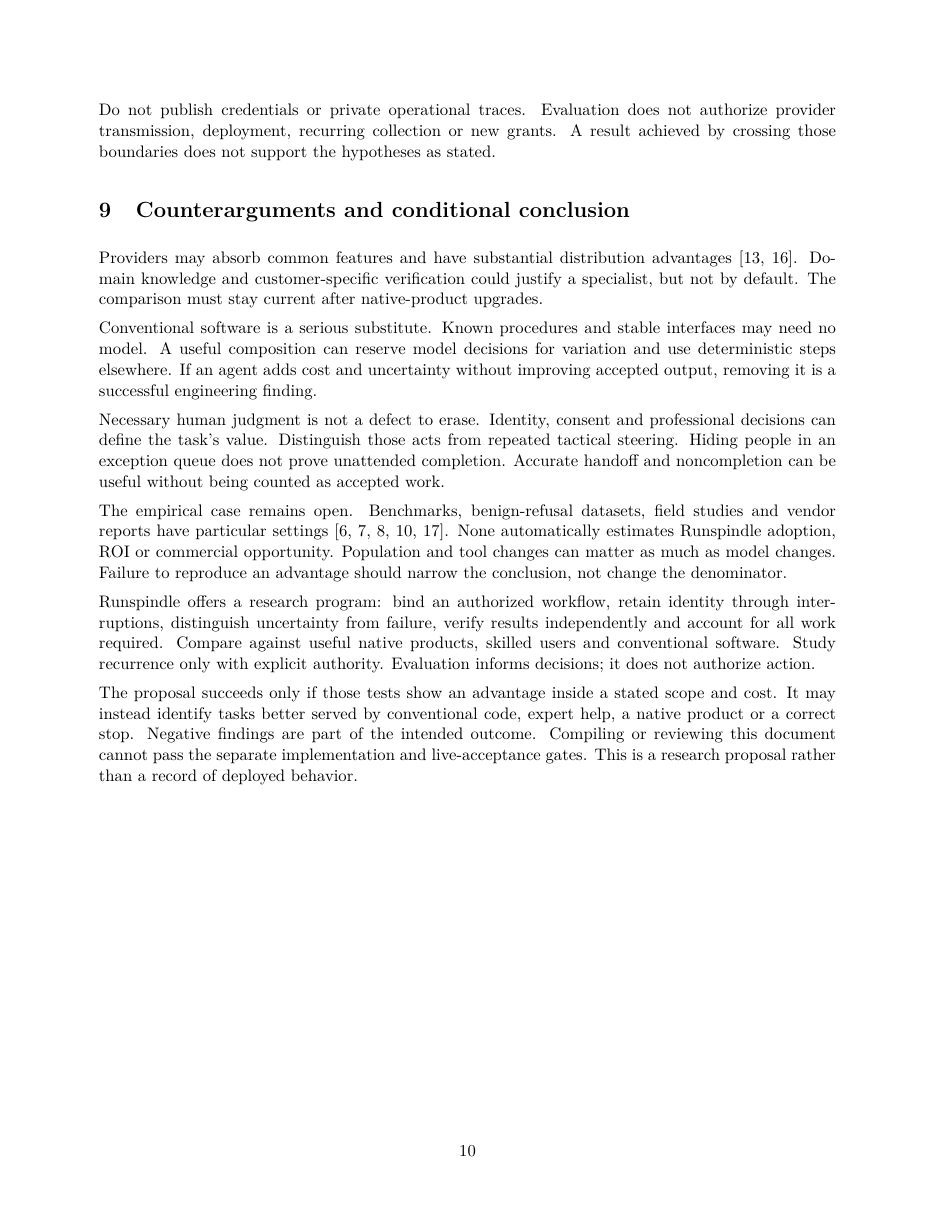 Do not publish credentials or private operational traces. Evaluation does not authorize provider
transmission, deployment, recurring collection or new grants. A result achieved by crossing those
boundaries does not support the hypotheses as stated.
9 Counterarguments and conditional conclusion
Providers may absorb common features and have substantial distribution advantages [13, 16]. Do-
main knowledge and customer-specific verification could justify a specialist, but not by default. The
comparison must stay current after native-product upgrades.
Conventional software is a serious substitute. Known procedures and stable interfaces may need no
model. A useful composition can reserve model decisions for variation and use deterministic steps
elsewhere. If an agent adds cost and uncertainty without improving accepted output, removing it is a
successful engineering finding.
Necessary human judgment is not a defect to erase. Identity, consent and professional decisions can
define the task's value. Distinguish those acts from repeated tactical steering. Hiding people in an
exception queue does not prove unattended completion. Accurate handoff and noncompletion can be
useful without being counted as accepted work.
The empirical case remains open. Benchmarks, benign-refusal datasets, field studies and vendor
reports have particular settings [6, 7, 8, 10, 17]. None automatically estimates Runspindle adoption,
ROI or commercial opportunity. Population and tool changes can matter as much as model changes.
Failure to reproduce an advantage should narrow the conclusion, not change the denominator.
Runspindle offers a research program: bind an authorized workflow, retain identity through inter-
ruptions, distinguish uncertainty from failure, verify results independently and account for all work
required. Compare against useful native products, skilled users and conventional software. Study
recurrence only with explicit authority. Evaluation informs decisions; it does not authorize action.
The proposal succeeds only if those tests show an advantage inside a stated scope and cost. It may
instead identify tasks better served by conventional code, expert help, a native product or a correct
stop. Negative findings are part of the intended outcome. Compiling or reviewing this document
cannot pass the separate implementation and live-acceptance gates. This is a research proposal rather
than a record of deployed behavior.
10